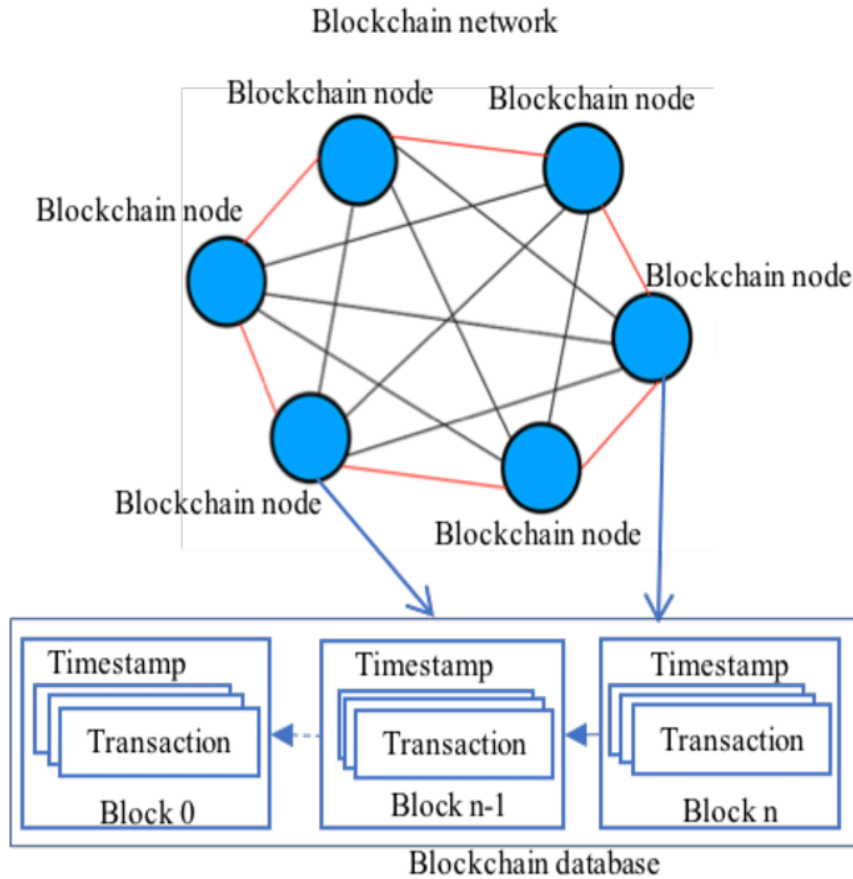 Blockchain network
Blockchain node
Blockchain node
Blockchain node
Blockchain node
Blockchain node
Blockchain node
Timestamp
Transaction
Block 0
Timestamp
Transaction
Block n-1
Timestamp
Transaction
Block n
Blockchain database